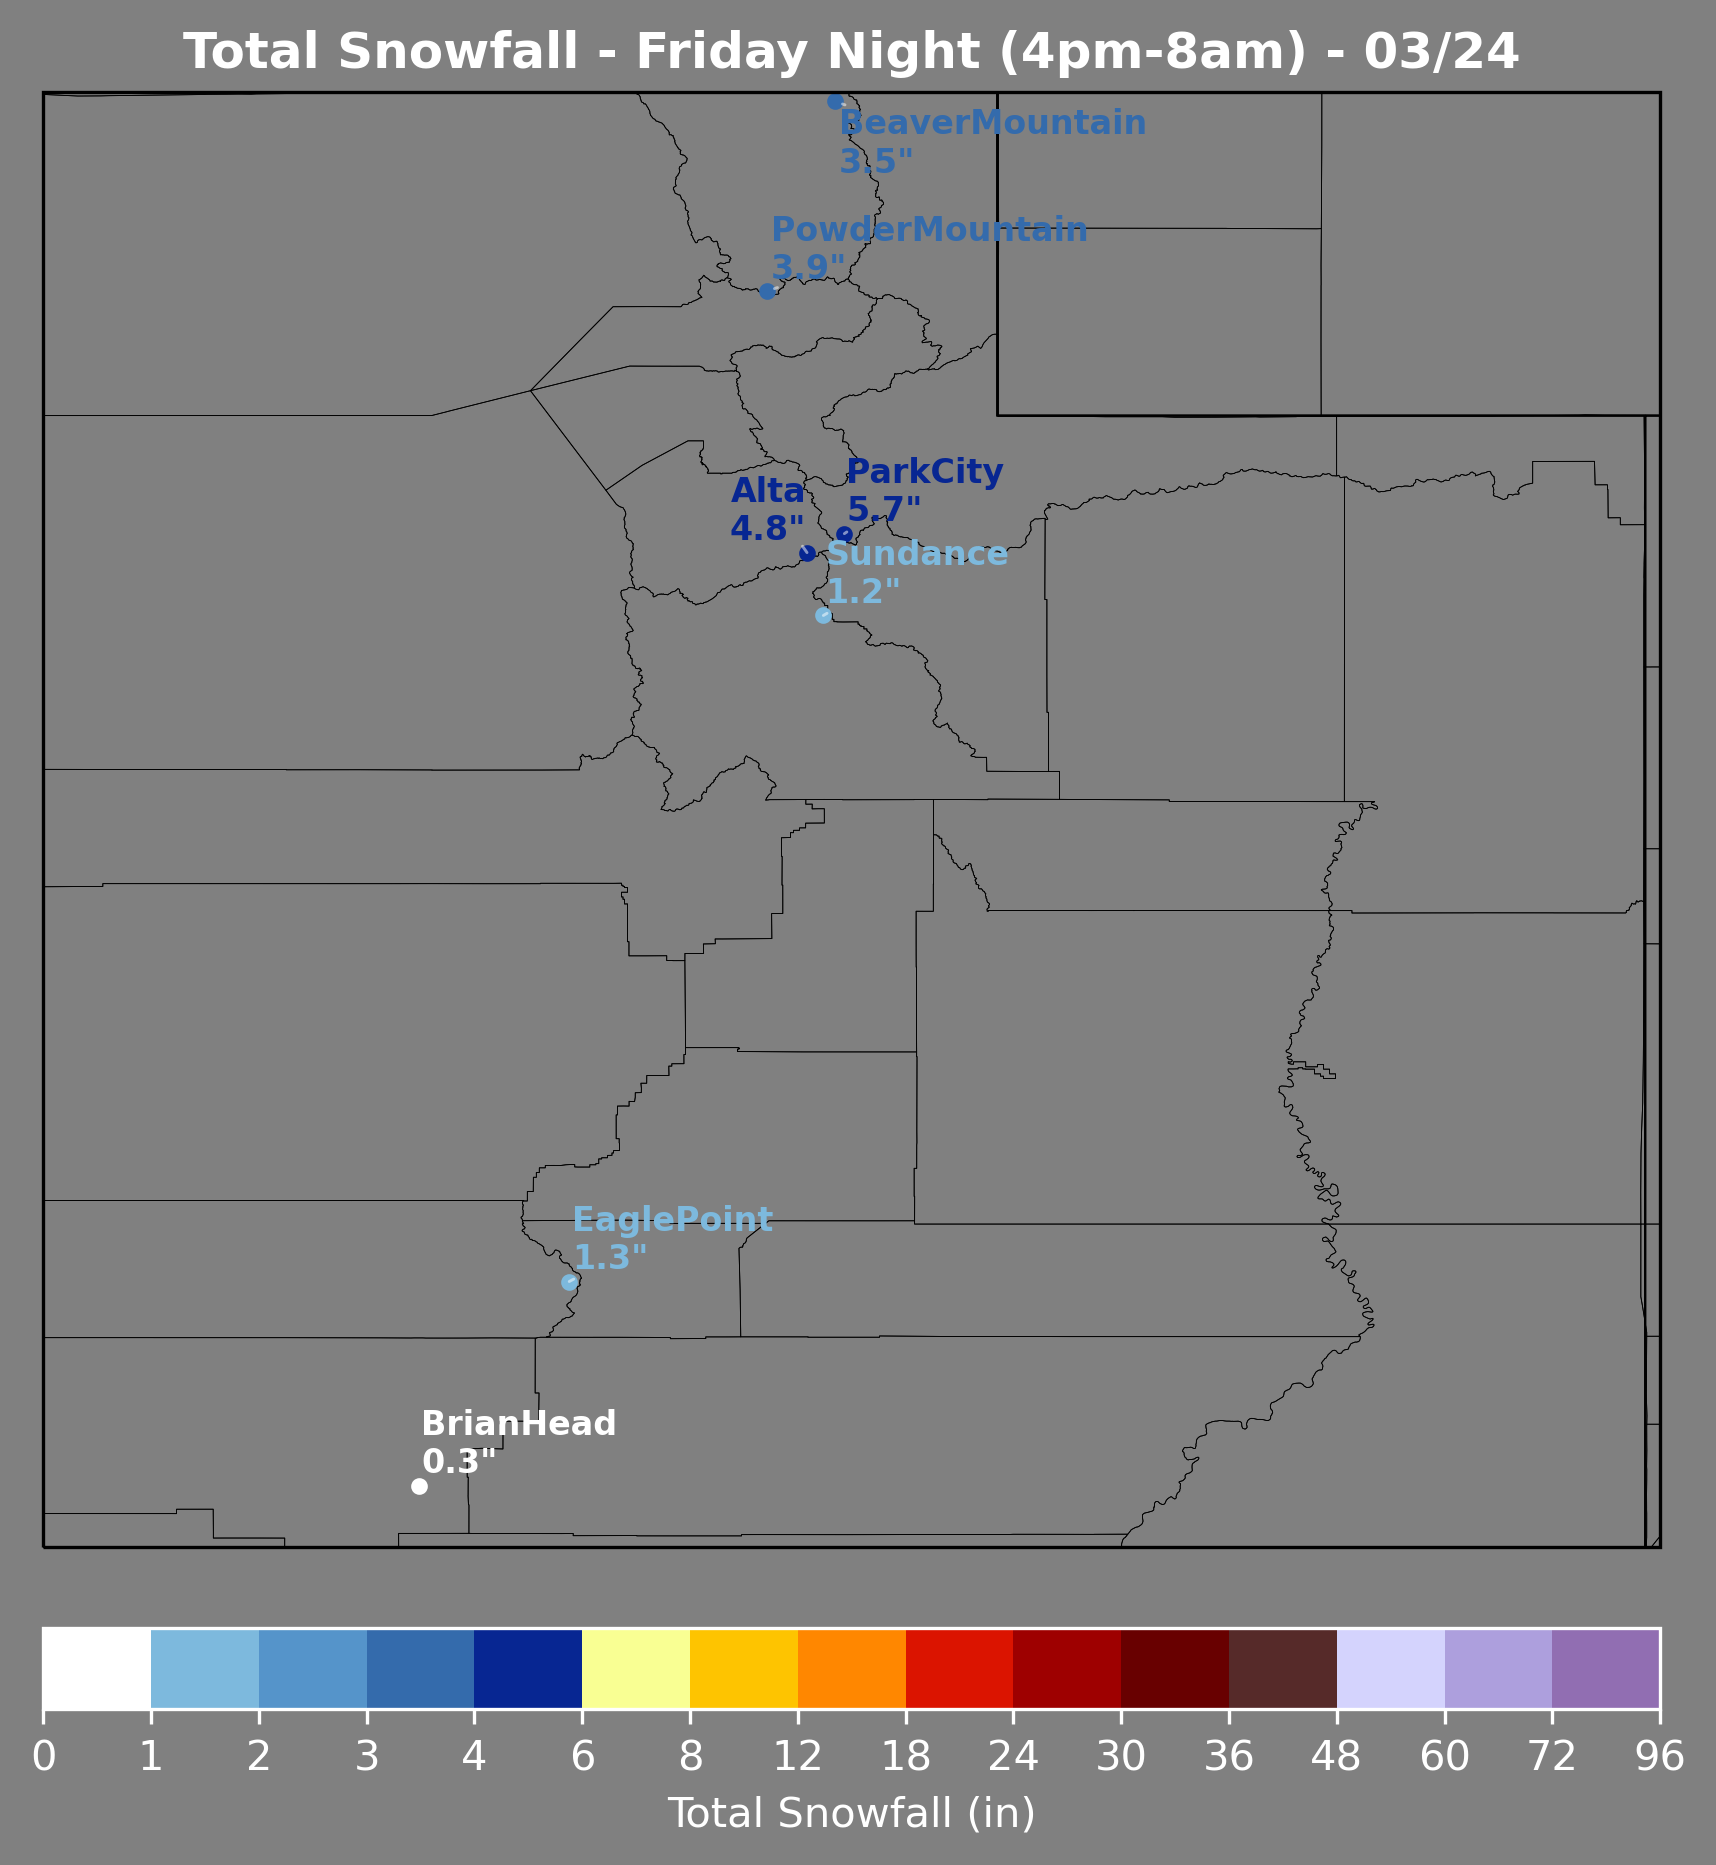 Total Snowfall - Friday Night (4pm-8am) - 03/24
BeaverMountain
3.5"
PowderMountain
3.9"
ParkCity
5.7"
Alta
4.8"
Sundance
1.2"
EaglePoint
1.3"
BrianHead
0.3"
0 1 2 3 4 6 8 12 18 24 30 36 48 60 72 96
Total Snowfall (in)